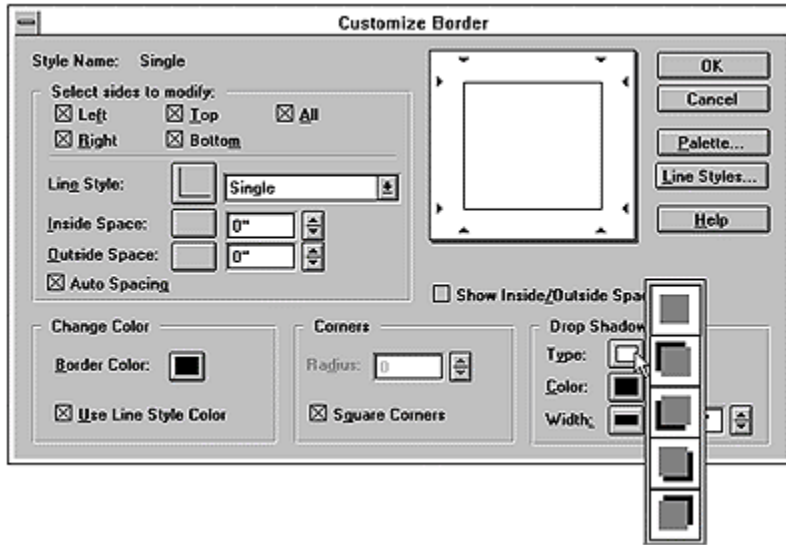 Customize Border
Style Name: Single
Select sides to modify:
Left Top All
Right Bottom
Line Style: Single
Inside Space: 0"
Outside Space: 0"
Auto Spacing
OK
Cancel
Palette...
Line Styles...
Help
Show Inside/Outside
Change Color
Border Color:
Use Line Style Color
Corners
Radius: 0
Square Corners
Drop Shadow
Type:
Color:
Width: